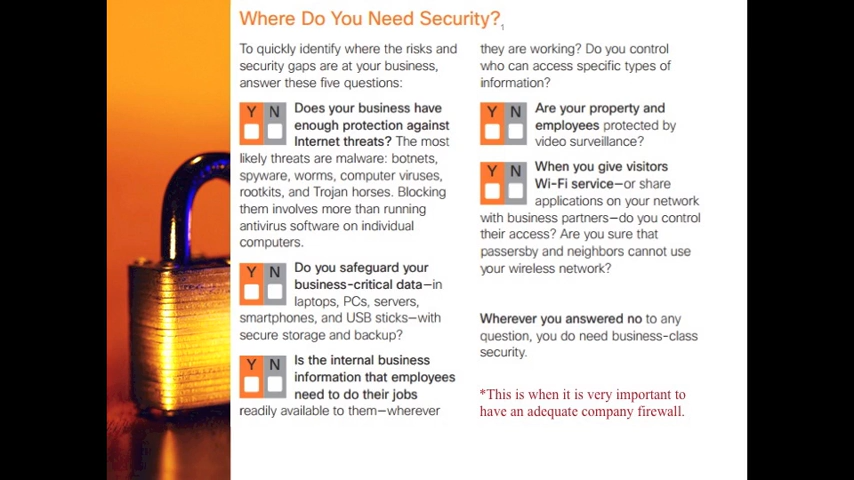 Where Do You Need Security?1
To quickly identify where the risks and
security gaps are at your business,
answer these five questions:
Y N Does your business have
enough protection against
Internet threats? The most
likely threats are malware: botnets,
spyware, worms, computer viruses,
rootkits, and Trojan horses. Blocking
them involves more than running
antivirus software on individual
computers.
Y N Do you safeguard your
business-critical data—in
laptops, PCs, servers,
smartphones, and USB sticks—with
secure storage and backup?
Y N Is the internal business
information that employees
need to do their jobs
readily available to them—wherever
they are working? Do you control
who can access specific types of
information?
Y N Are your property and
employees protected by
video surveillance?
Y N When you give visitors
Wi-Fi service—or share
applications on your network
with business partners—do you control
their access? Are you sure that
passersby and neighbors cannot use
your wireless network?
Wherever you answered no to any
question, you do need business-class
security.
*This is when it is very important to
have an adequate company firewall.